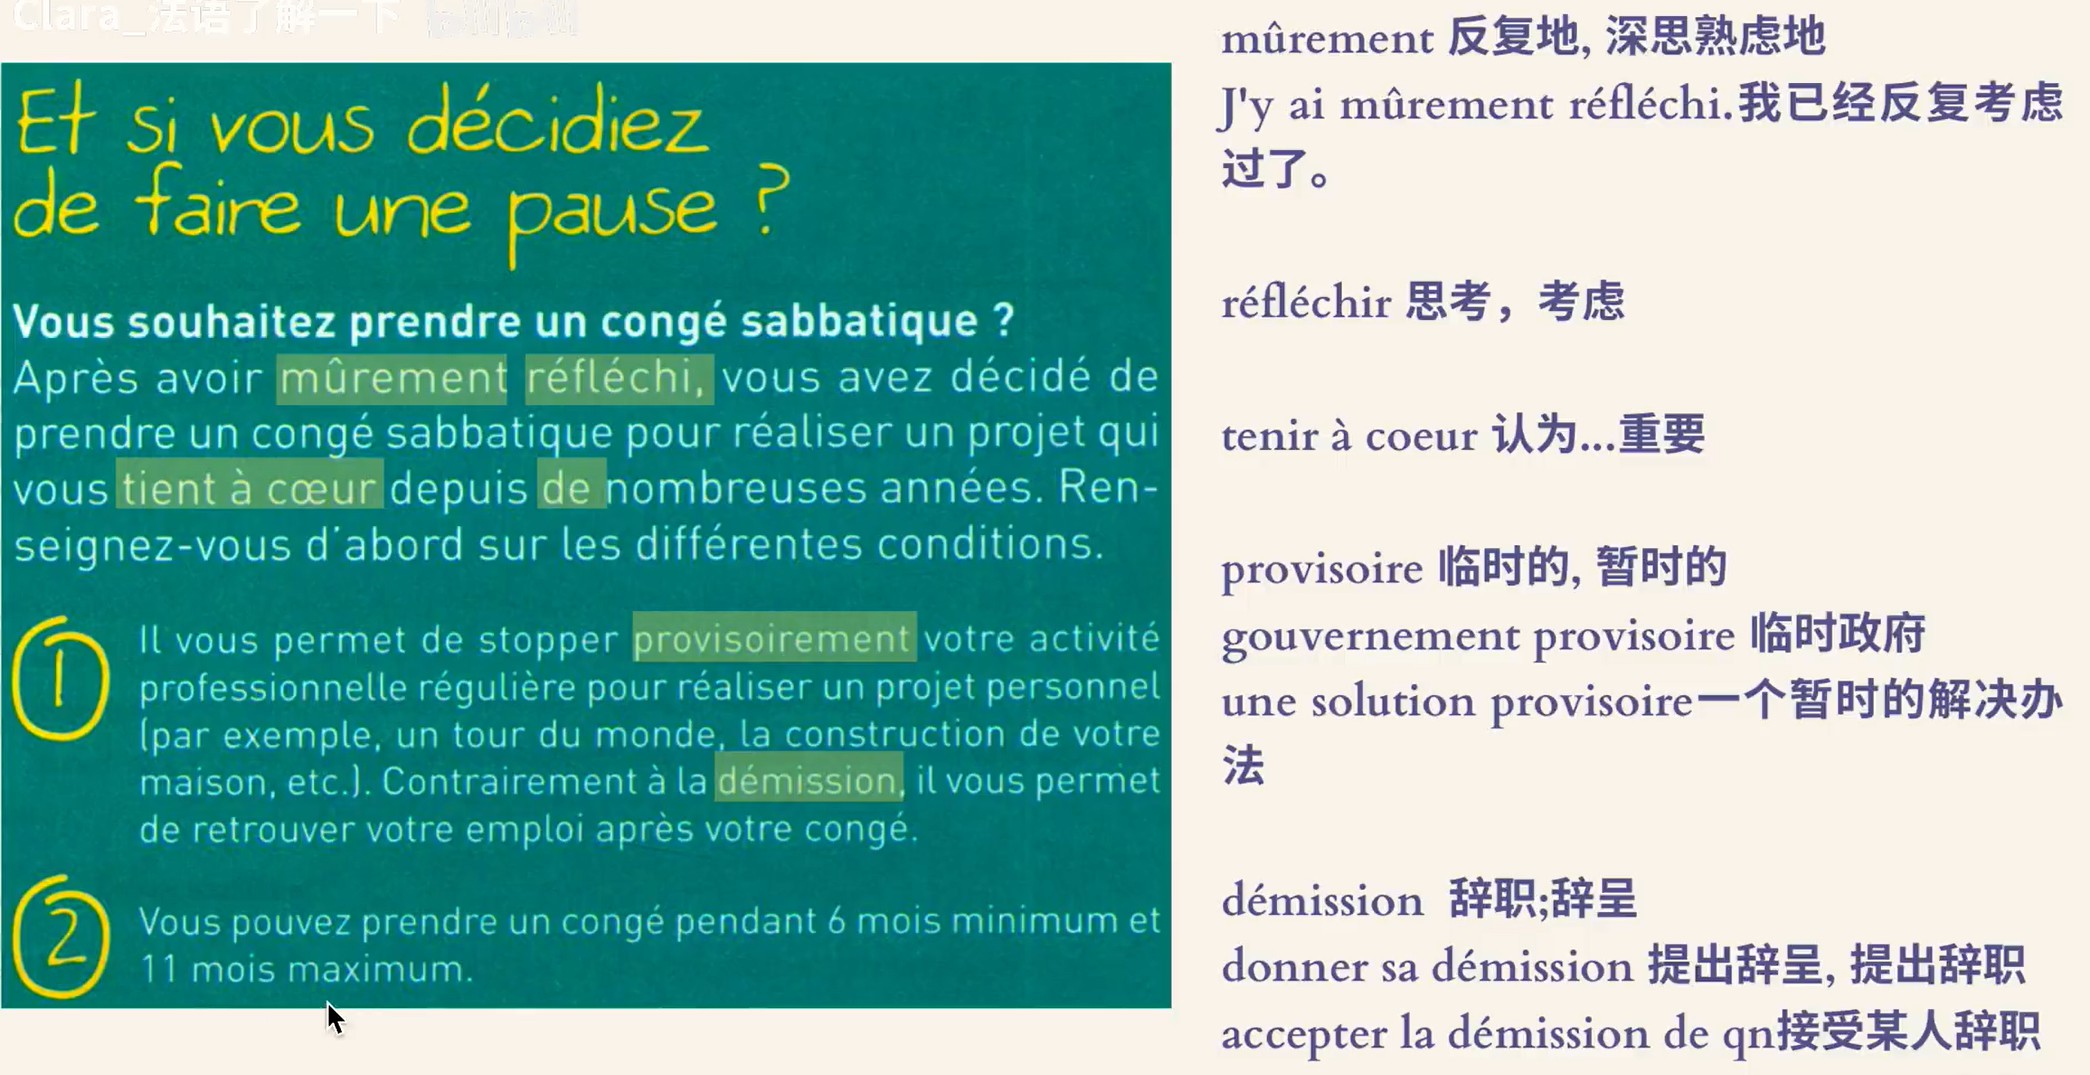 Clara_法语了解一下
Et si vous décidiez
de faire une pause ?
Vous souhaitez prendre un congé sabbatique ?
Après avoir mûrement réfléchi, vous avez décidé de
prendre un congé sabbatique pour réaliser un projet qui
vous tient à cœur depuis de nombreuses années. Ren-
seignez-vous d'abord sur les différentes conditions.
1
Il vous permet de stopper provisoirement votre activité
professionnelle régulière pour réaliser un projet personnel
(par exemple, un tour du monde, la construction de votre
maison, etc.). Contrairement à la démission, il vous permet
de retrouver votre emploi après votre congé.
2
Vous pouvez prendre un congé pendant 6 mois minimum et
11 mois maximum.
mûrement 反复地, 深思熟虑地
J'y ai mûrement réfléchi.我已经反复考虑
过了。
réfléchir 思考，考虑
tenir à coeur 认为...重要
provisoire 临时的, 暂时的
gouvernement provisoire 临时政府
une solution provisoire一个暂时的解决办
法
démission 辞职;辞呈
donner sa démission 提出辞呈, 提出辞职
accepter la démission de qn接受某人辞职